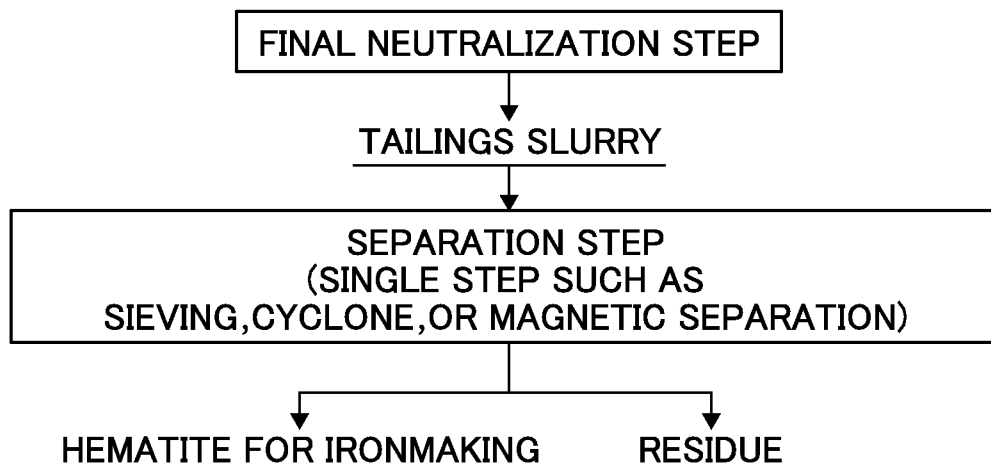 FINAL NEUTRALIZATION STEP
TAILINGS SLURRY
SEPARATION STEP
(SINGLE STEP SUCH AS
SIEVING,CYCLONE,OR MAGNETIC SEPARATION)
HEMATITE FOR IRONMAKING
RESIDUE